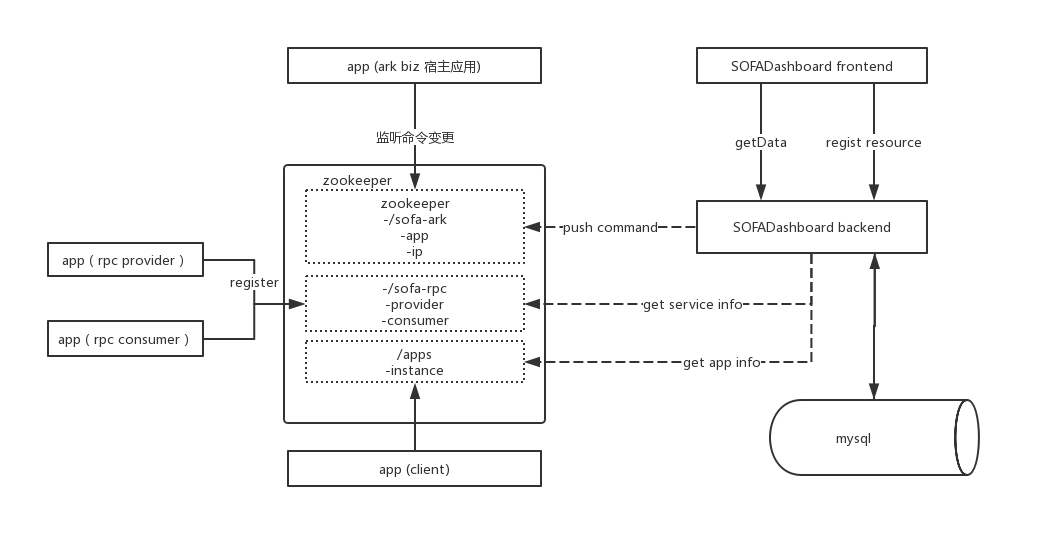 app (ark biz 宿主应用)
SOFADashboard frontend
监听命令变更
getData
regist resource
zookeeper
zookeeper
-/sofa-ark
-app
-ip
push command
SOFADashboard backend
app ( rpc provider )
register
-/sofa-rpc
-provider
-consumer
get service info
app ( rpc consumer )
/apps
-instance
get app info
mysql
app (client)